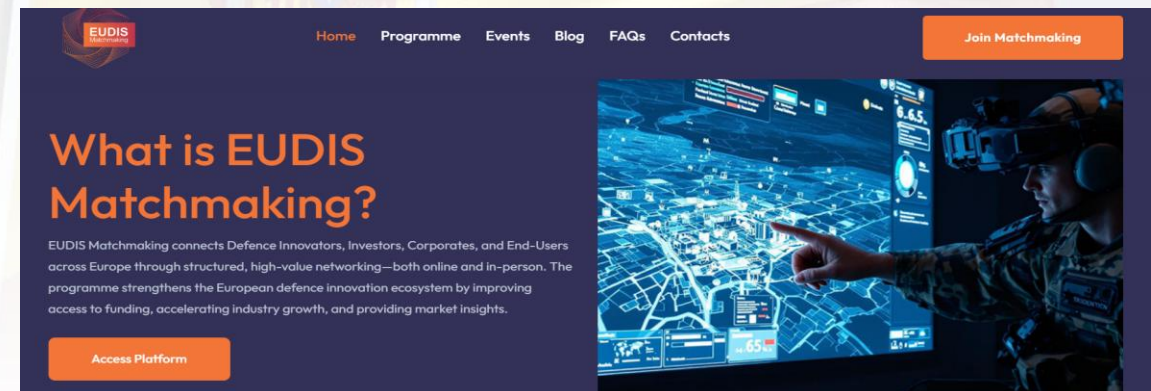 EUDIS
Matchmaking
Home Programme Events Blog FAQs Contacts
Join Matchmaking
What is EUDIS
Matchmaking?
EUDIS Matchmaking connects Defence Innovators, Investors, Corporates, and End-Users
across Europe through structured, high-value networking—both online and in-person. The
programme strengthens the European defence innovation ecosystem by improving
access to funding, accelerating industry growth, and providing market insights.
Access Platform
6.6.5
65